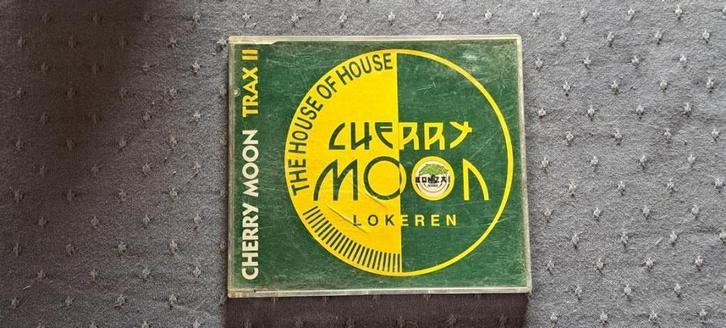 CHERRY MOON TRAX II
THE HOUSE OF HOUSE
CHERRY
MOON
BONZAI
LOKEREN